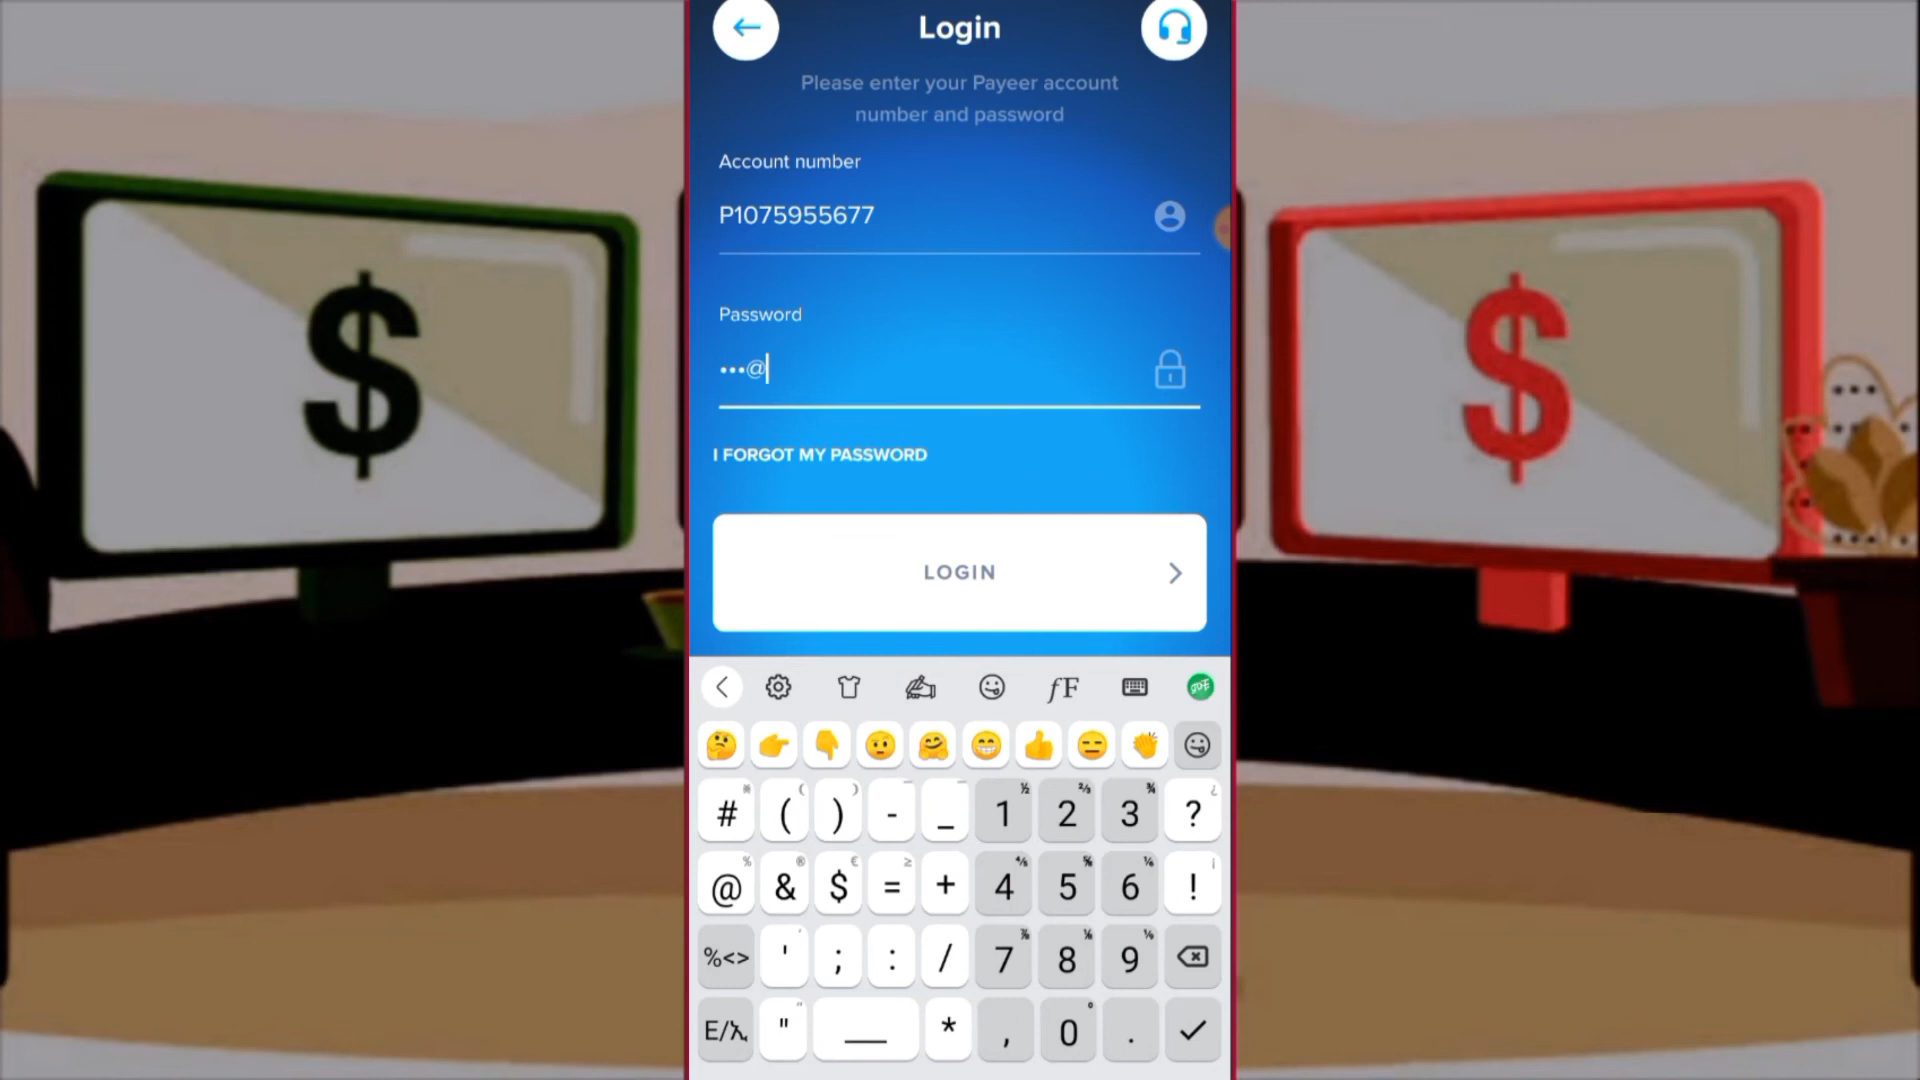 Login
Please enter your Payeer account
number and password
Account number
P1075955677
Password
•••@
I FORGOT MY PASSWORD
LOGIN
fF
# ( ) - _ 1 2 3 ?
@ & $ = + 4 5 6 !
%<> ' ; : / 7 8 9
E/አ " * , 0 .
$
$